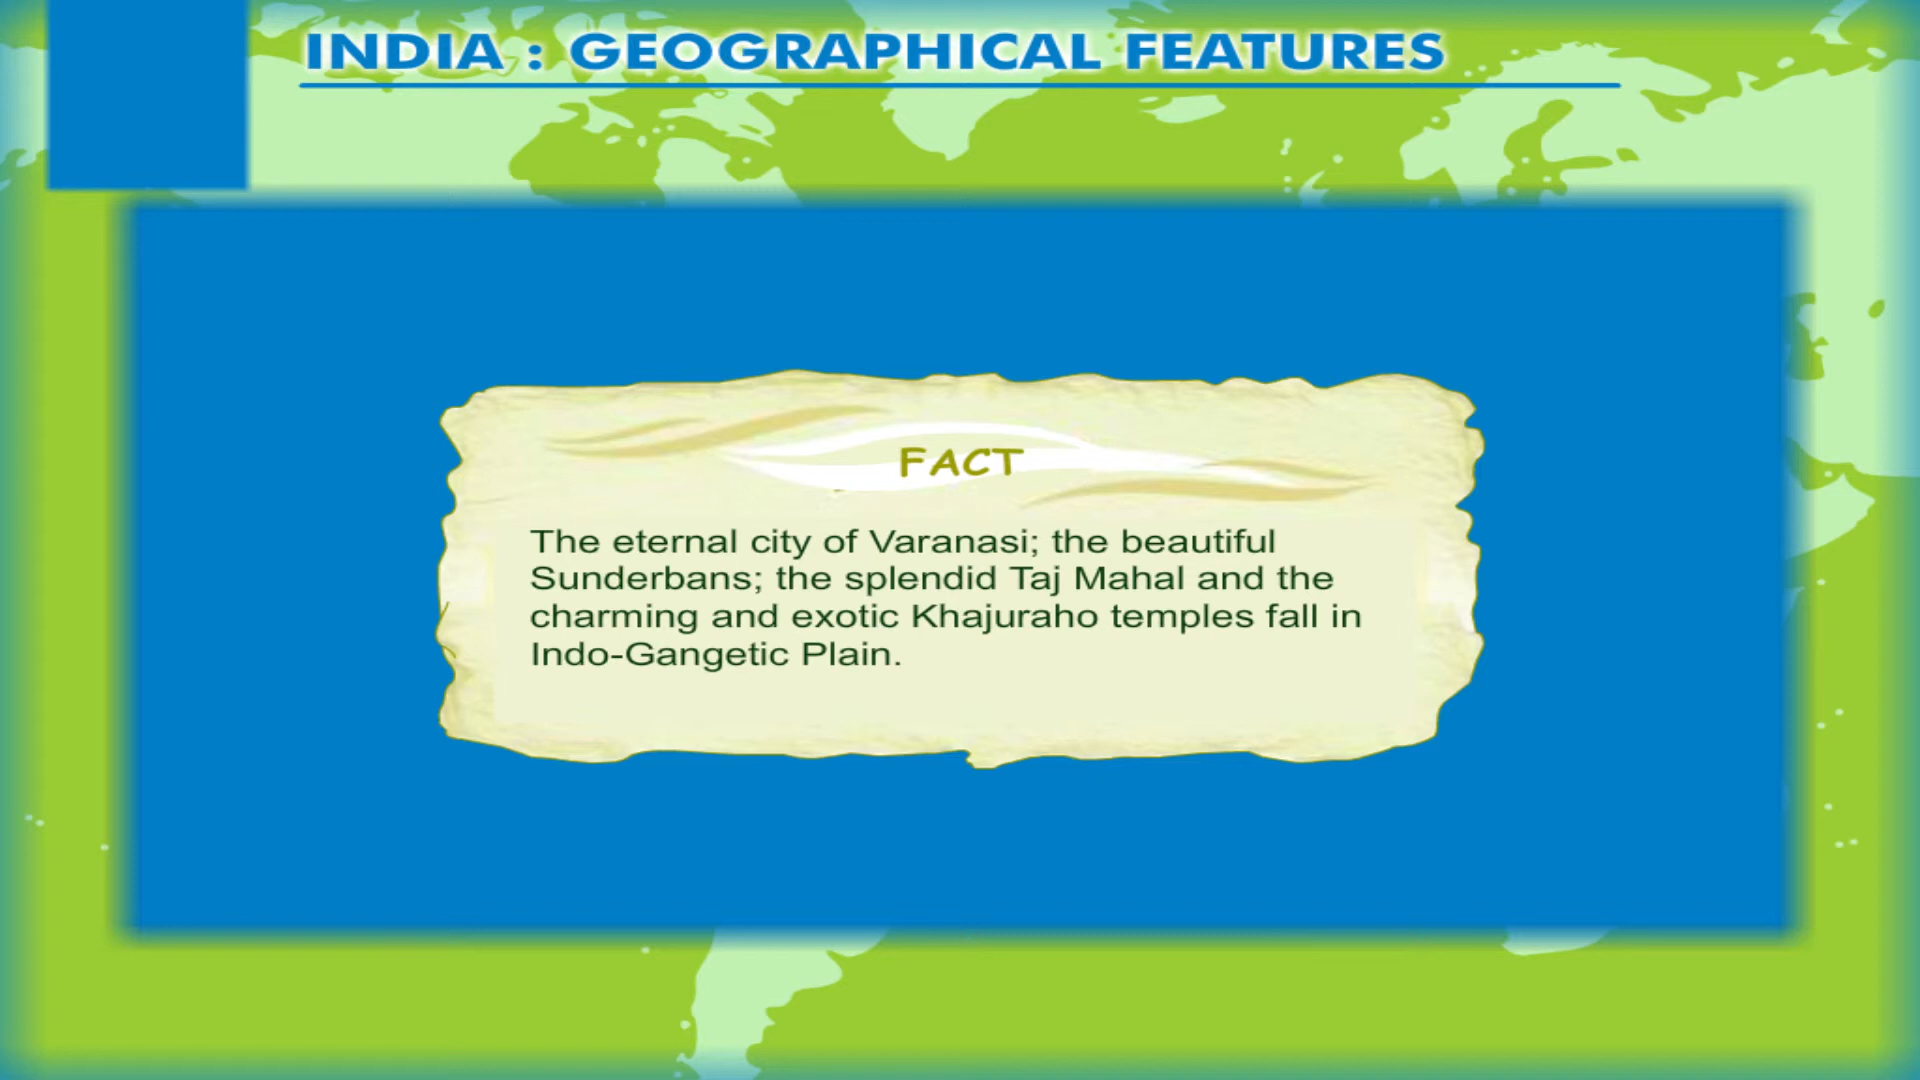 INDIA : GEOGRAPHICAL FEATURES
FACT
The eternal city of Varanasi; the beautiful
Sunderbans; the splendid Taj Mahal and the
charming and exotic Khajuraho temples fall in
Indo-Gangetic Plain.